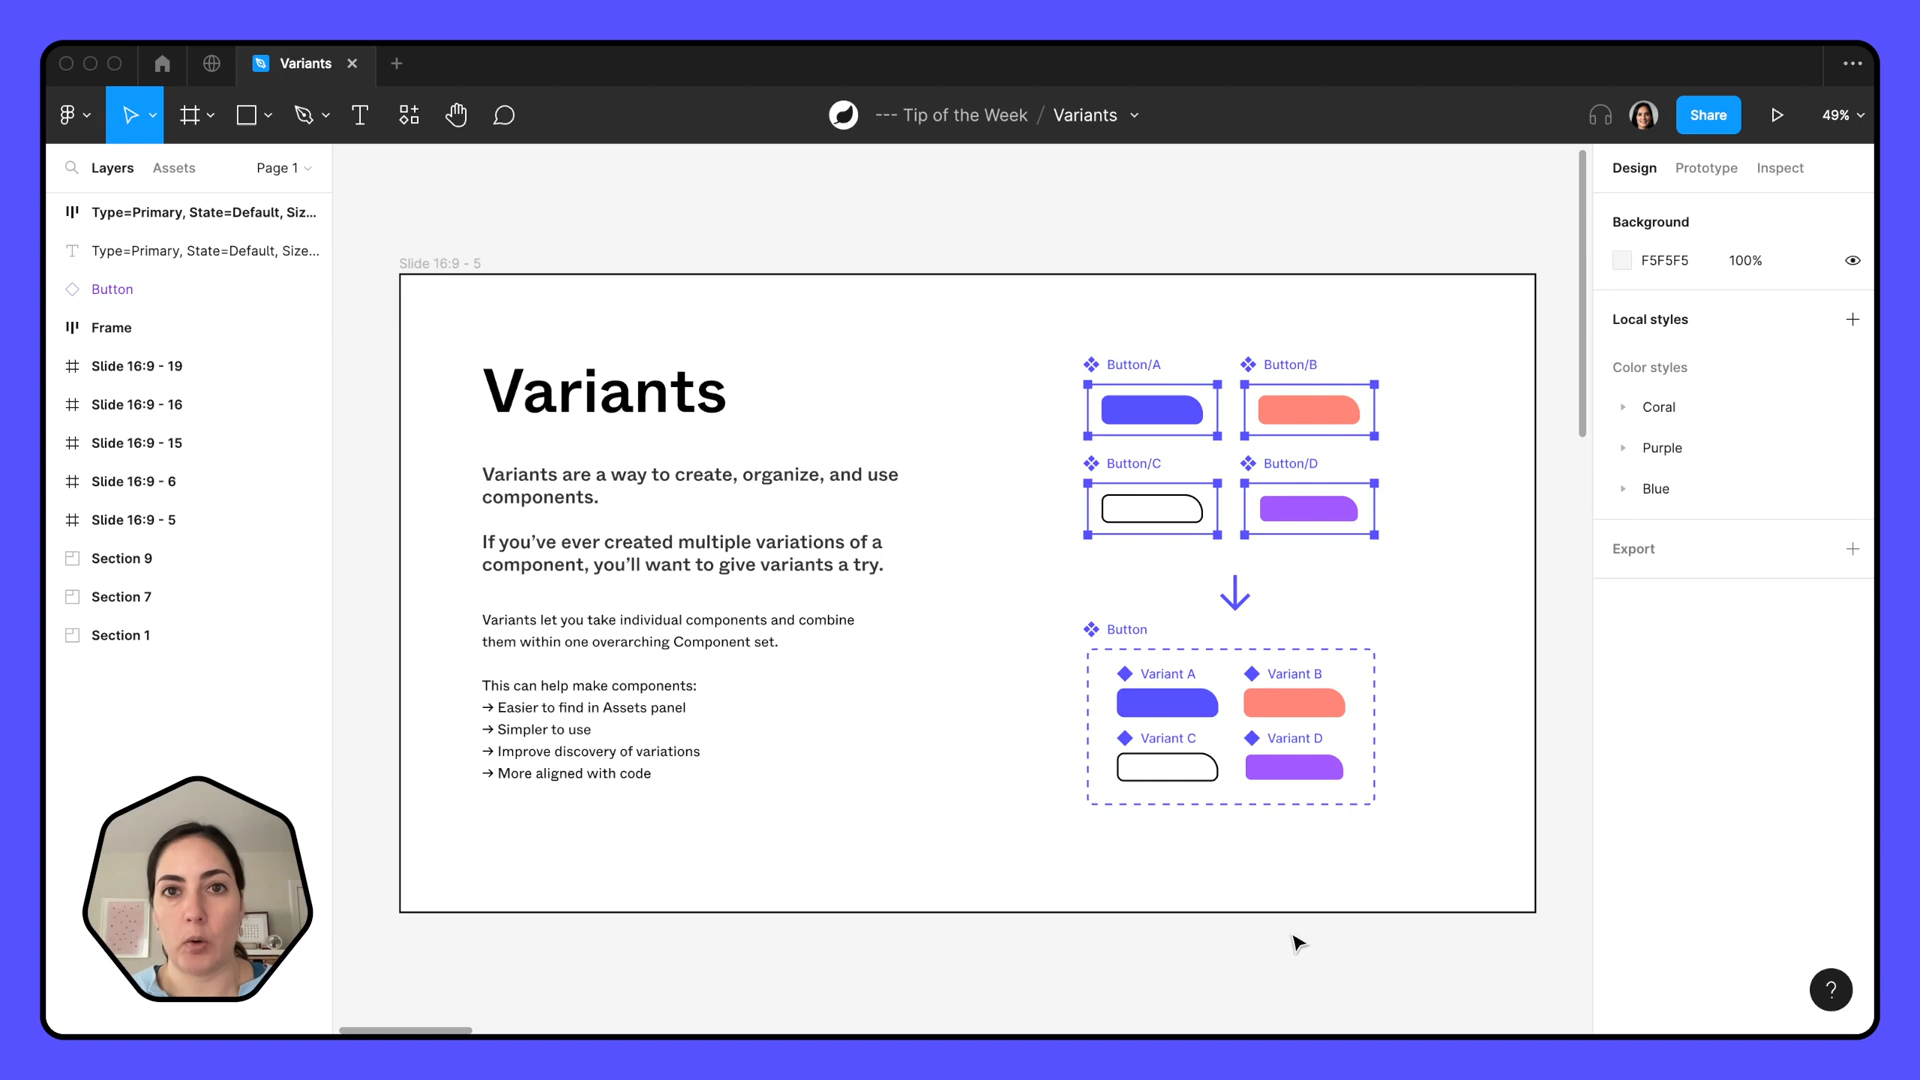 Variants
--- Tip of the Week / Variants
Share
49%
Layers
Assets
Page 1
Type=Primary, State=Default, Siz...
Type=Primary, State=Default, Size...
Button
Frame
Slide 16:9 - 19
Slide 16:9 - 16
Slide 16:9 - 15
Slide 16:9 - 6
Slide 16:9 - 5
Section 9
Section 7
Section 1
Slide 16:9 - 5
Variants
Variants are a way to create, organize, and use
components.
If you’ve ever created multiple variations of a
component, you’ll want to give variants a try.
Variants let you take individual components and combine
them within one overarching Component set.
This can help make components:
→ Easier to find in Assets panel
→ Simpler to use
→ Improve discovery of variations
→ More aligned with code
Button/A
Button/B
Button/C
Button/D
Button
Variant A
Variant B
Variant C
Variant D
Design
Prototype
Inspect
Background
F5F5F5
100%
Local styles
Color styles
Coral
Purple
Blue
Export
?